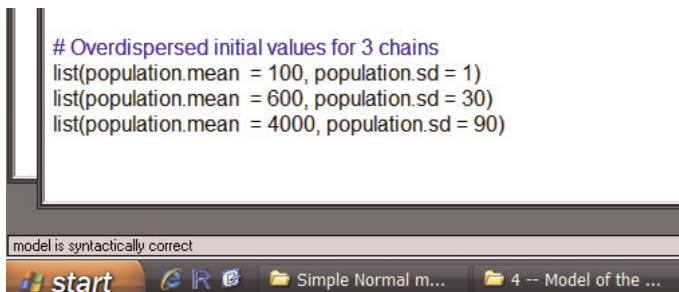 # Overdispersed initial values for 3 chains
list(population.mean = 100, population.sd = 1)
list(population.mean = 600, population.sd = 30)
list(population.mean = 4000, population.sd = 90)
model is syntactically correct
start
R
Simple Normal m...
4 -- Model of the ...